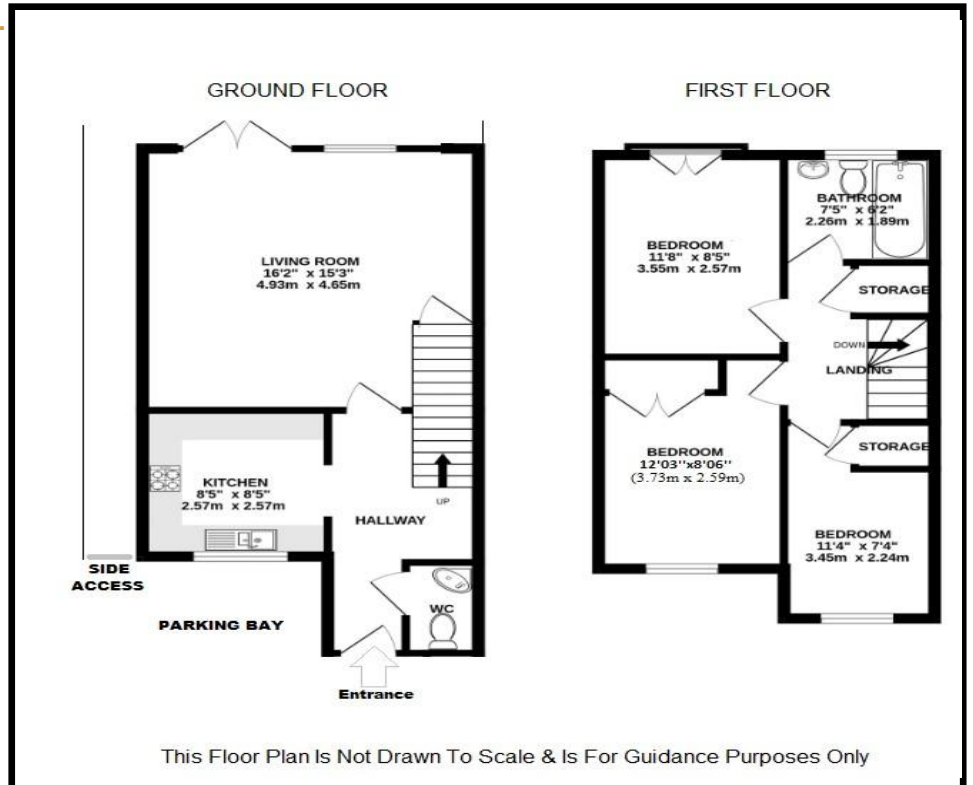 GROUND FLOOR
LIVING ROOM
16'2" x 15'3"
4.93m x 4.65m
KITCHEN
8'5" x 8'5"
2.57m x 2.57m
UP
HALLWAY
WC
SIDE
ACCESS
PARKING BAY
Entrance
FIRST FLOOR
BATHROOM
7'5" x 6'2"
2.26m x 1.89m
BEDROOM
11'8" x 8'5"
3.55m x 2.57m
STORAGE
DOWN
LANDING
BEDROOM
12'03''x8'06''
(3.73m x 2.59m)
STORAGE
BEDROOM
11'4" x 7'4"
3.45m x 2.24m
This Floor Plan Is Not Drawn To Scale & Is For Guidance Purposes Only